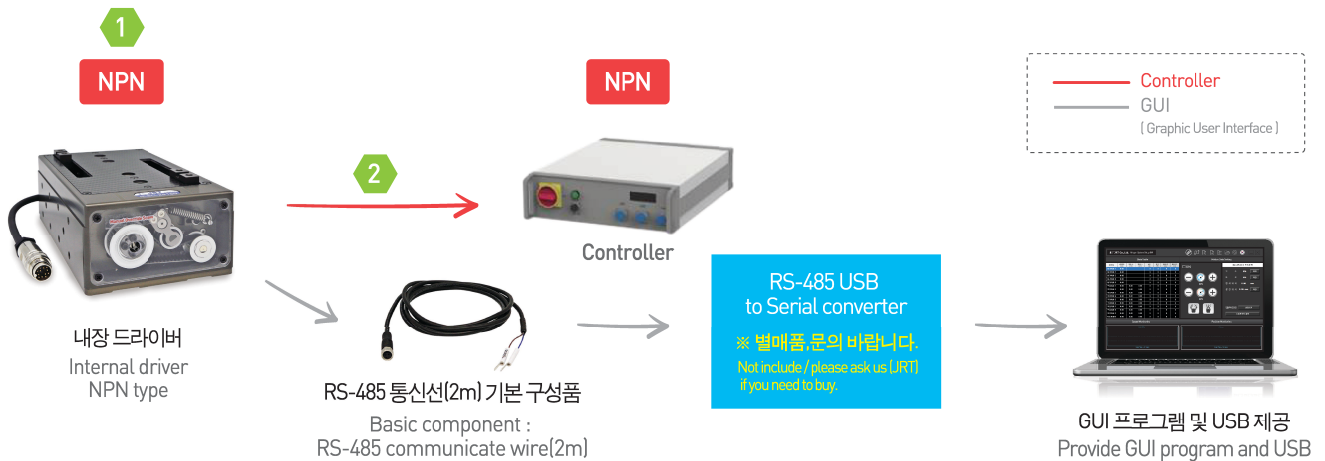 1
NPN
NPN
Controller
GUI
( Graphic User Interface )
2
Controller
내장 드라이버
Internal driver
NPN type
RS-485 통신선(2m) 기본 구성품
Basic component :
RS-485 communicate wire(2m)
RS-485 USB
to Serial converter
※ 별매품,문의 바랍니다.
Not include / please ask us (JRT)
if you need to buy.
GUI 프로그램 및 USB 제공
Provide GUI program and USB